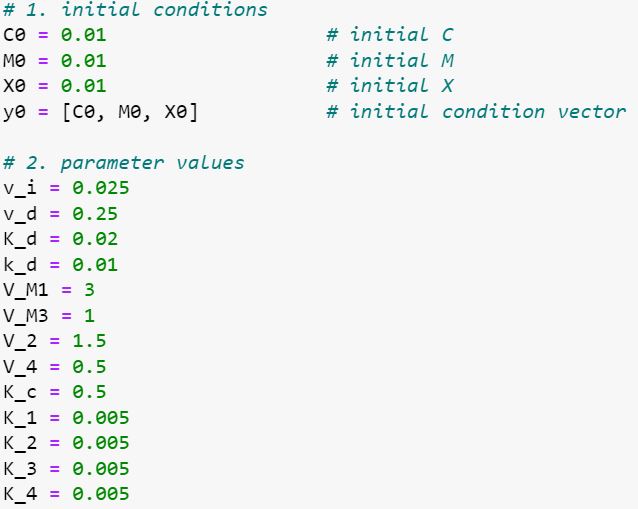 # 1. initial conditions
C0 = 0.01 # initial C
M0 = 0.01 # initial M
X0 = 0.01 # initial X
y0 = [C0, M0, X0] # initial condition vector
# 2. parameter values
v_i = 0.025
v_d = 0.25
K_d = 0.02
k_d = 0.01
V_M1 = 3
V_M3 = 1
V_2 = 1.5
V_4 = 0.5
K_c = 0.5
K_1 = 0.005
K_2 = 0.005
K_3 = 0.005
K_4 = 0.005